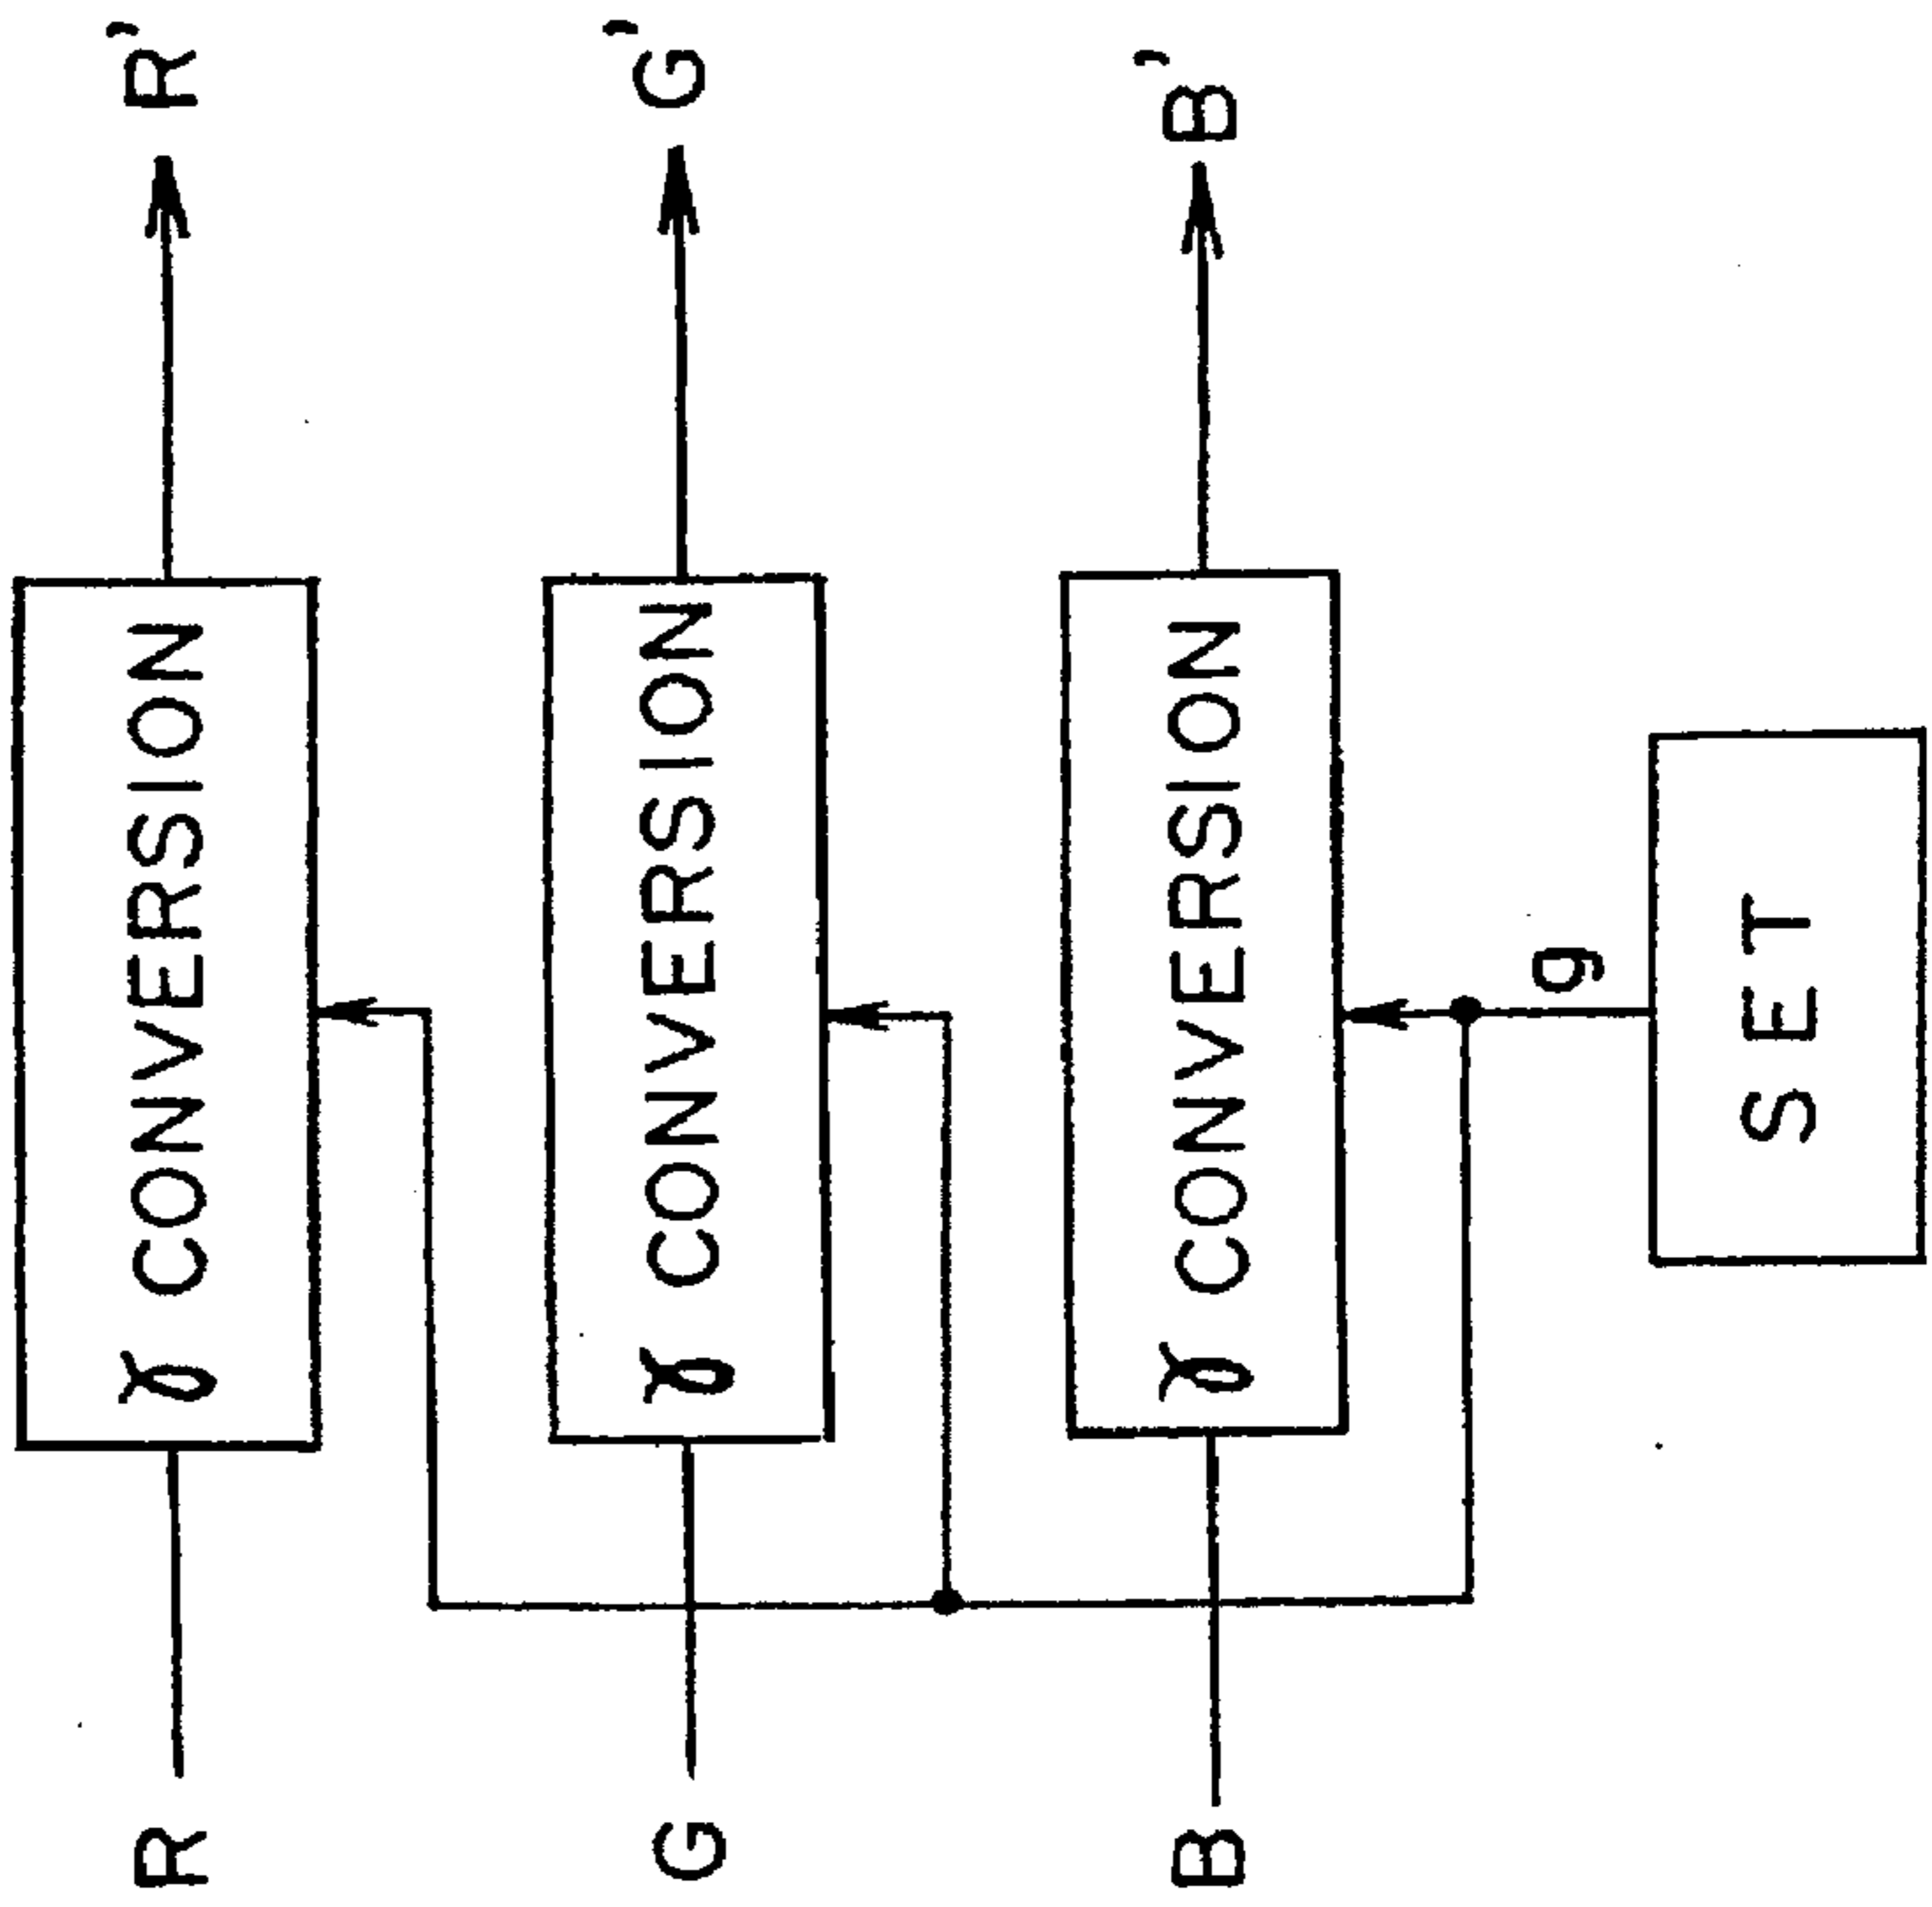 R
γ CONVERSION
R’
G
γ CONVERSION
G’
B
γ CONVERSION
B’
g
SET